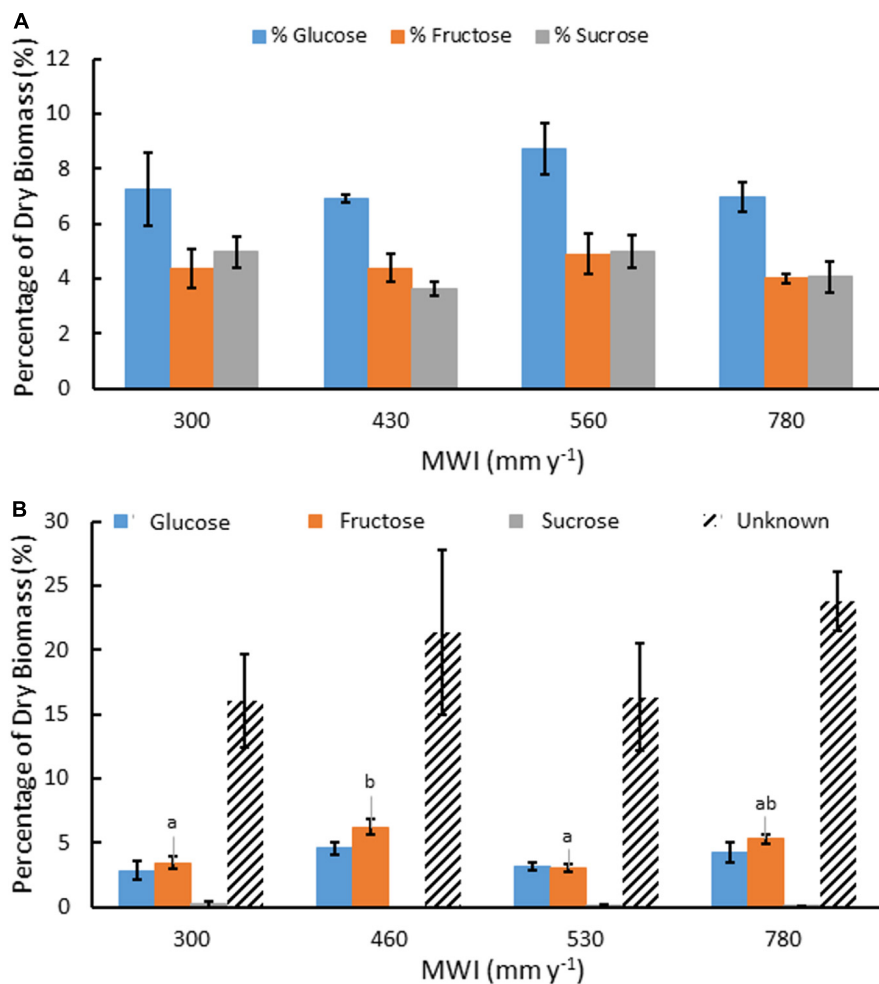 A
% Glucose % Fructose % Sucrose
Percentage of Dry Biomass (%)
12
10
8
6
4
2
0
300 430 560 780
MWI (mm y⁻¹)
B
Glucose Fructose Sucrose Unknown
Percentage of Dry Biomass (%)
30
25
20
15
10
5
0
a b a ab
300 460 530 780
MWI (mm y⁻¹)